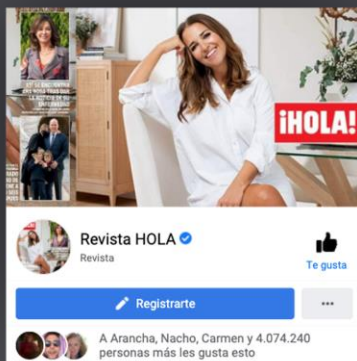 ¡HOLA!
Revista HOLA
Revista
Te gusta
Registrarte
A Arancha, Nacho, Carmen y 4.074.240
personas más les gusta esto